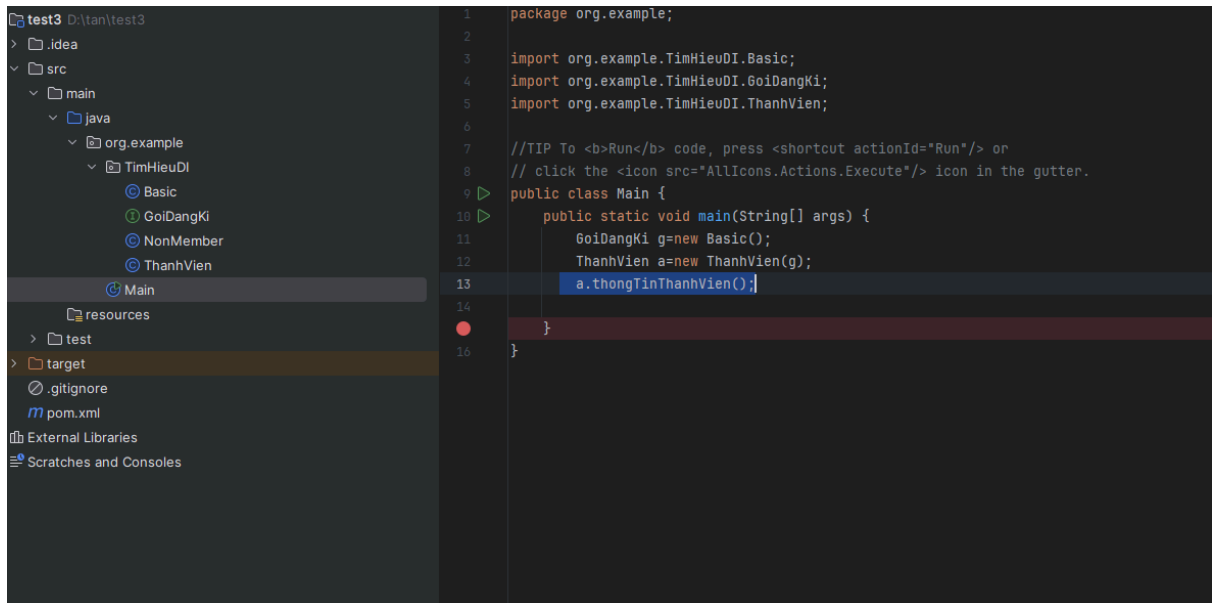 test3 D:\tan\test3
.idea
src
main
java
org.example
TimHieuDI
Basic
GoiDangKi
NonMember
ThanhVien
Main
resources
test
target
.gitignore
pom.xml
External Libraries
Scratches and Consoles
1 package org.example;
2
3 import org.example.TimHieuDI.Basic;
4 import org.example.TimHieuDI.GoiDangKi;
5 import org.example.TimHieuDI.ThanhVien;
6
7 //TIP To <b>Run</b> code, press <shortcut actionId="Run"/> or
8 // click the <icon src="AllIcons.Actions.Execute"/> icon in the gutter.
9 public class Main {
10 public static void main(String[] args) {
11 GoiDangKi g=new Basic();
12 ThanhVien a=new ThanhVien(g);
13 a.thongTinThanhVien();
14
}
16 }